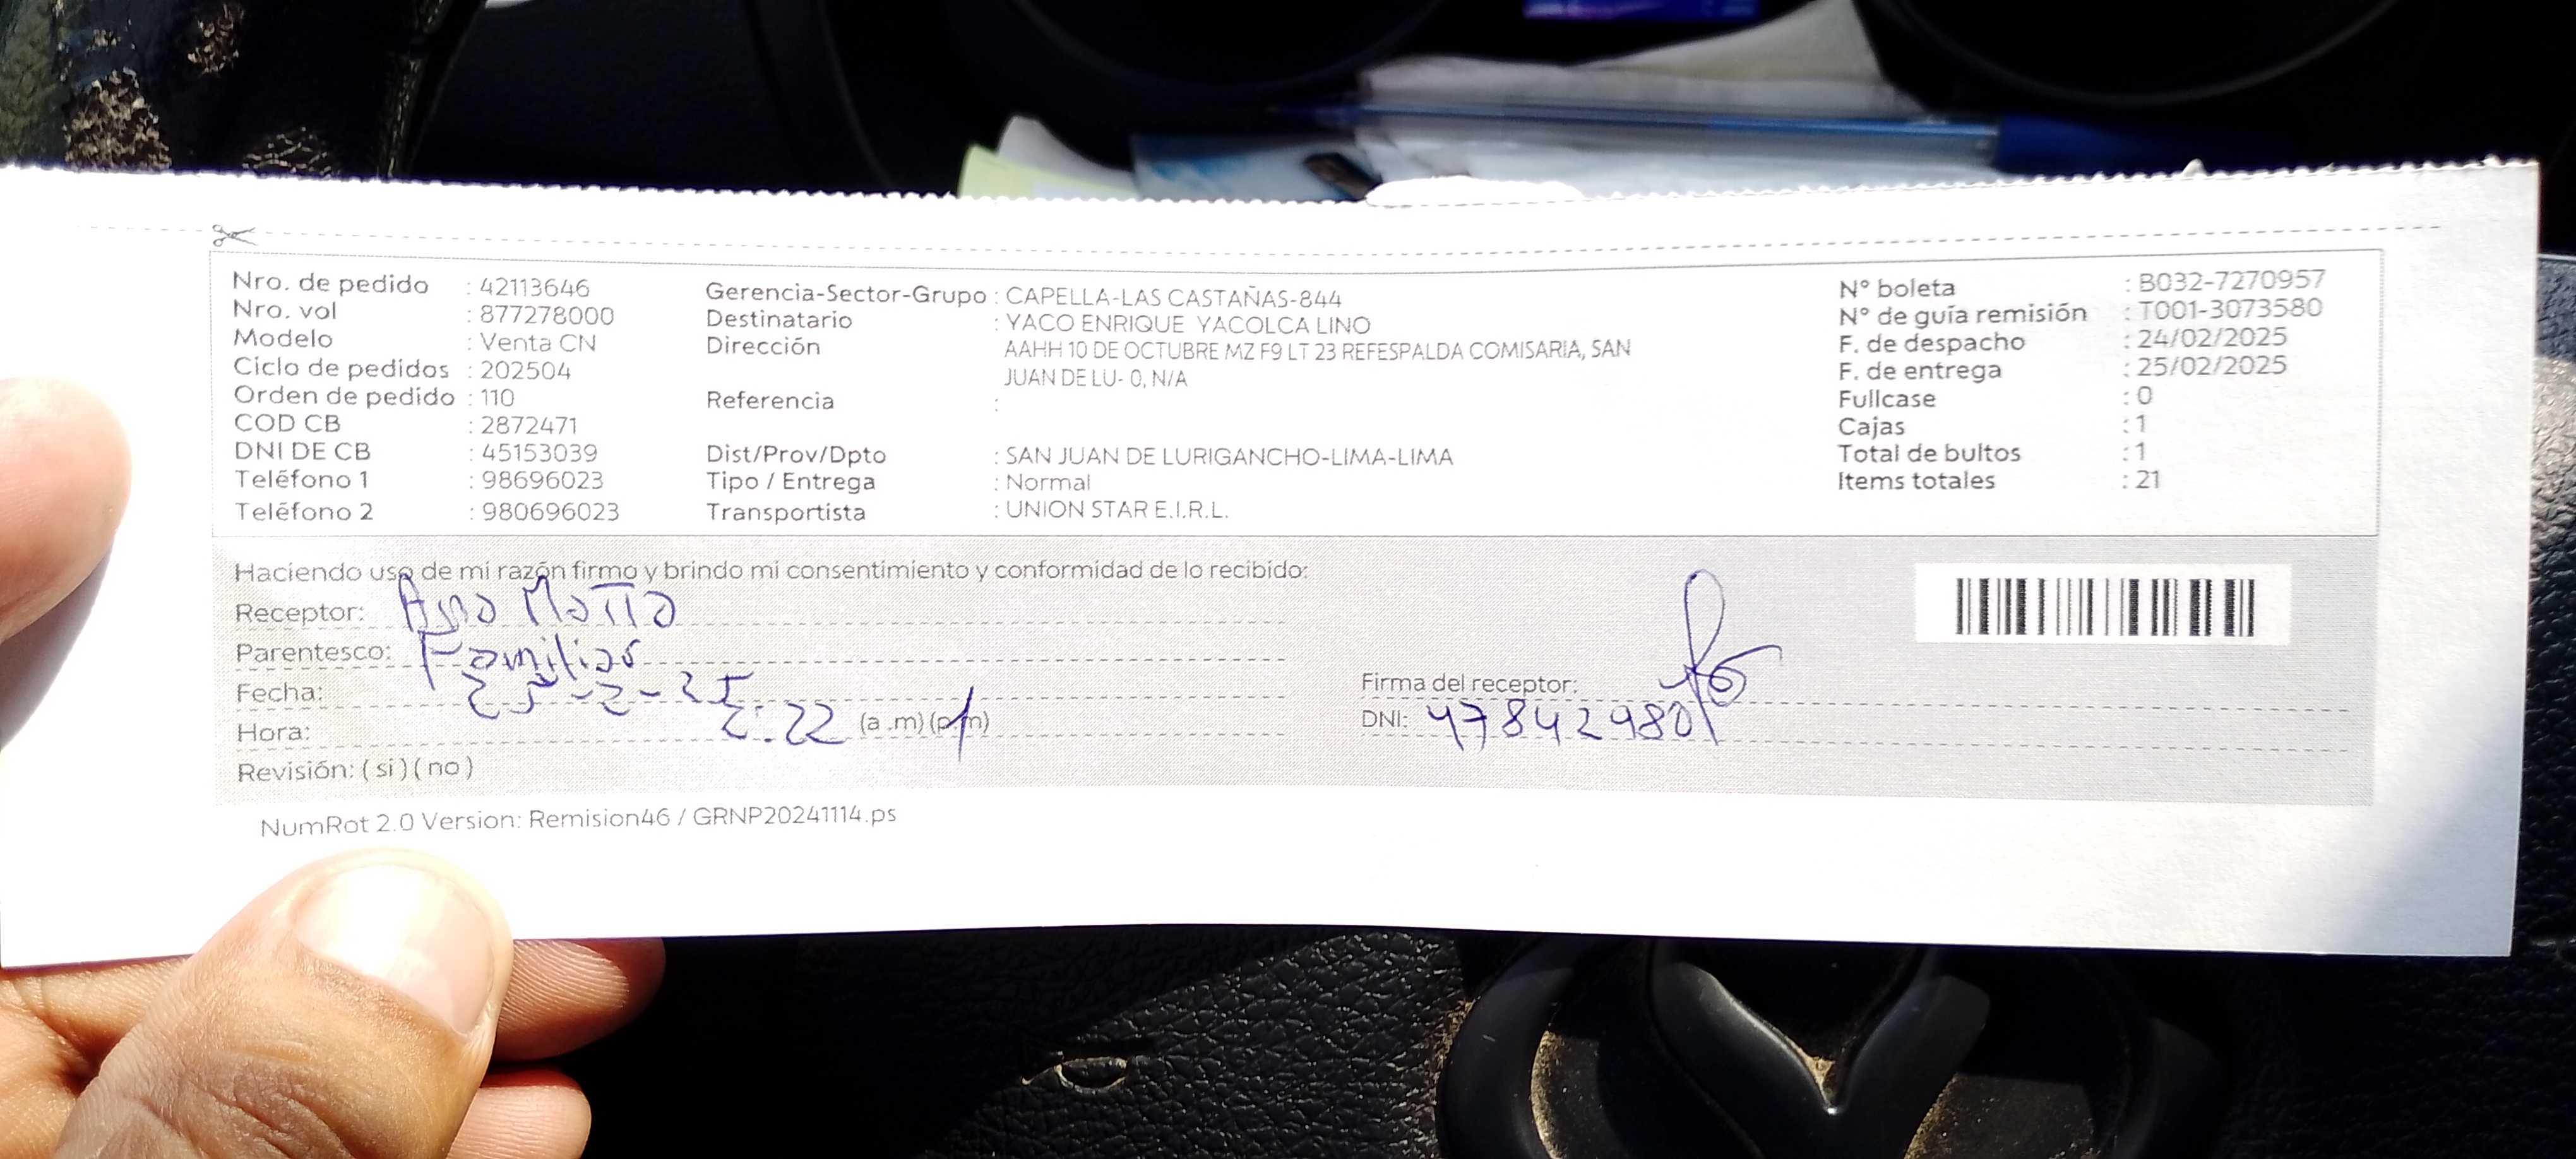 Nro. de pedido : 42113646
Nro. vol : 877278000
Modelo : Venta CN
Ciclo de pedidos : 202504
Orden de pedido : 110
COD CB : 2872471
DNI DE CB : 45153039
Teléfono 1 : 98696023
Teléfono 2 : 980696023
Gerencia-Sector-Grupo : CAPELLA-LAS CASTAÑAS-844
Destinatario : YACO ENRIQUE YACOLCA LINO
Dirección AAHH 10 DE OCTUBRE MZ F9 LT 23 REFESPALDA COMISARIA, SAN
JUAN DE LU- 0, N/A
Referencia :
Dist/Prov/Dpto : SAN JUAN DE LURIGANCHO-LIMA-LIMA
Tipo / Entrega : Normal
Transportista : UNION STAR E.I.R.L.
N° boleta : B032-7270957
N° de guía remisión : T001-3073580
F. de despacho : 24/02/2025
F. de entrega : 25/02/2025
Fullcase : 0
Cajas : 1
Total de bultos : 1
Items totales : 21
Haciendo uso de mi razón firmo y brindo mi consentimiento y conformidad de lo recibido:
Receptor:
Parentesco: Familiar
Fecha: 25-2-25
Hora: 2:22 (a .m) (p.m)
Revisión: ( si ) ( no )
Firma del receptor:
DNI: 47842980
NumRot 2.0 Version: Remision46 / GRNP20241114.ps